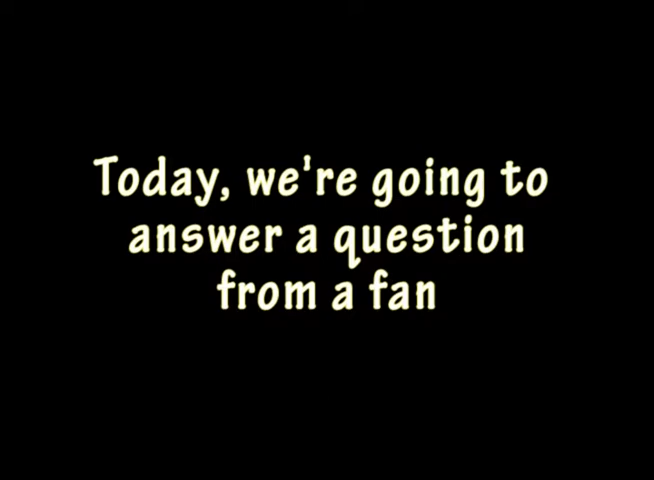 Today, we're going to
answer a question
from a fan